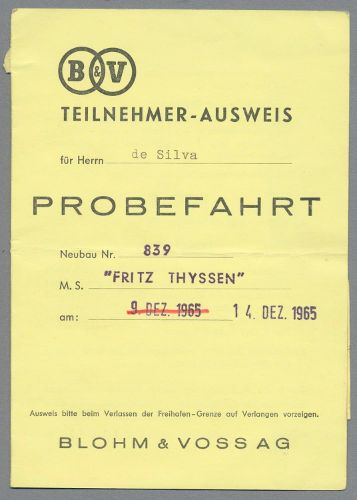 B&V
TEILNEHMER-AUSWEIS
für Herrn de Silva
PROBEFAHRT
Neubau Nr. 839
M. S. "FRITZ THYSSEN"
am: 9. DEZ. 1965 14. DEZ. 1965
Ausweis bitte beim Verlassen der Freihafen-Grenze auf Verlangen vorzeigen.
BLOHM & VOSS AG